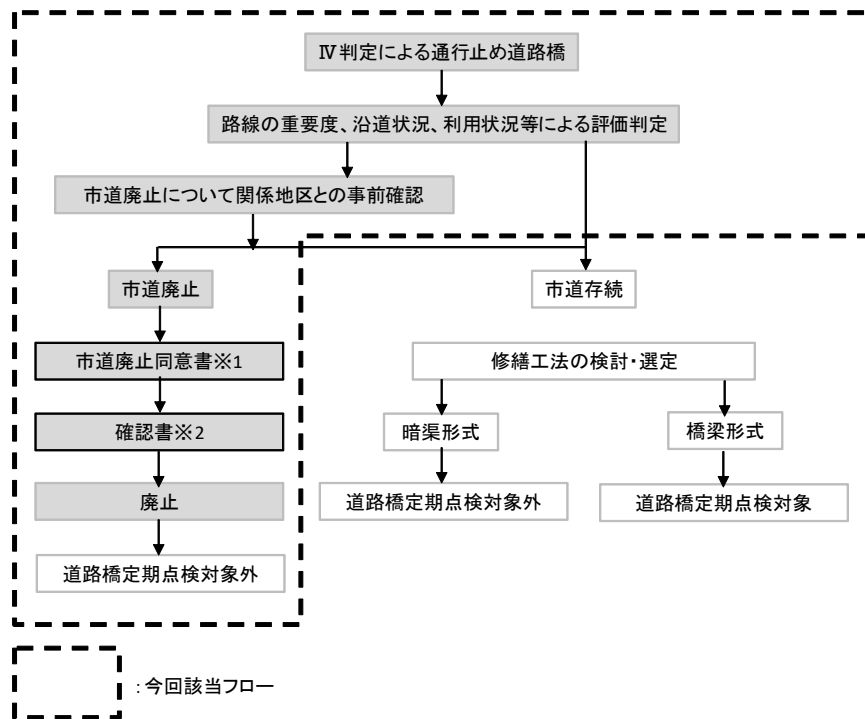 Ⅳ判定による通行止め道路橋
路線の重要度、沿道状況、利用状況等による評価判定
市道廃止について関係地区との事前確認
市道廃止
市道存続
市道廃止同意書※1
修繕工法の検討・選定
確認書※2
暗渠形式
橋梁形式
廃止
道路橋定期点検対象外
道路橋定期点検対象
道路橋定期点検対象外
：今回該当フロー